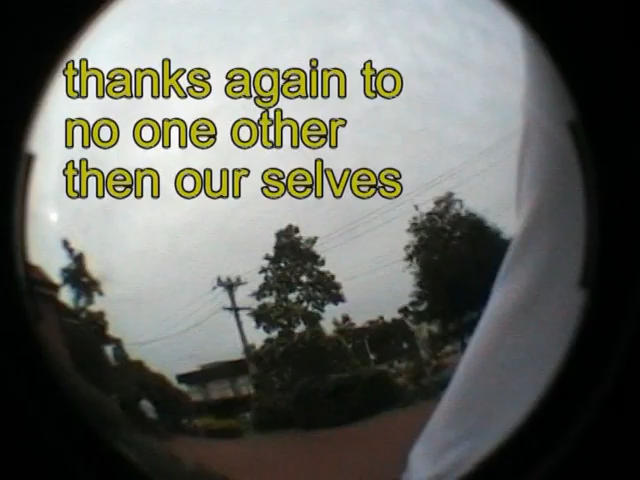 thanks again to
no one other
then our selves